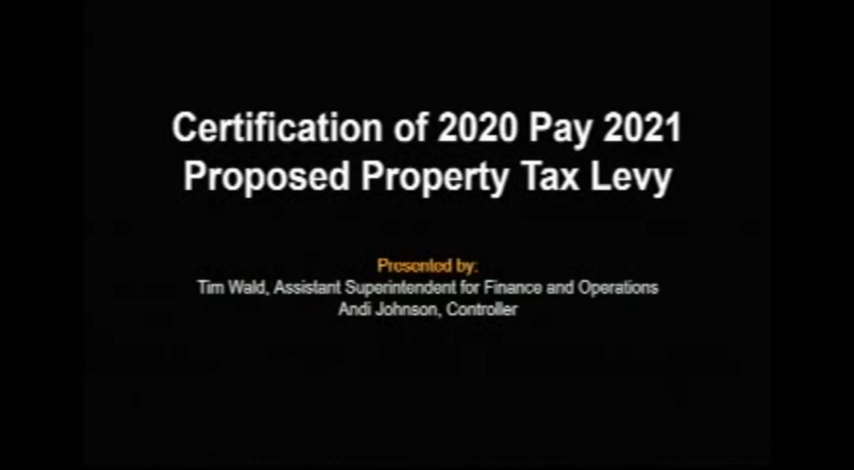 Certification of 2020 Pay 2021
Proposed Property Tax Levy
Presented by:
Tim Wald, Assistant Superintendent for Finance and Operations
Andi Johnson, Controller